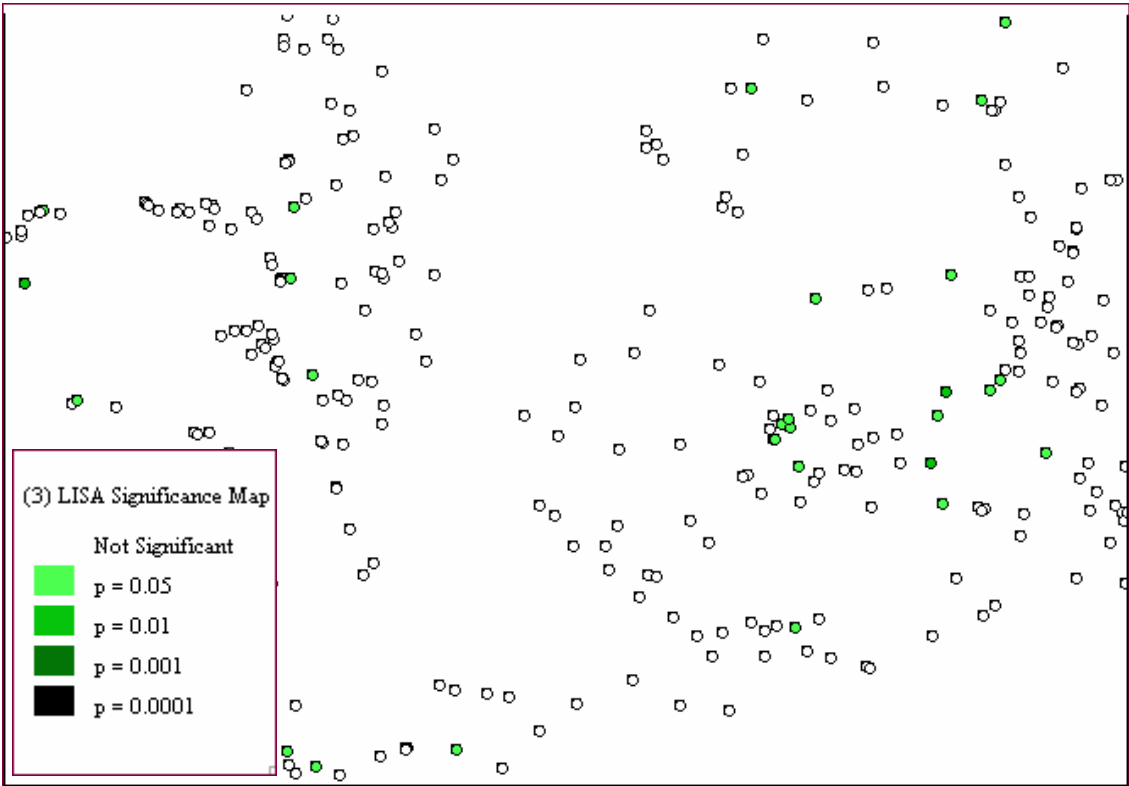 (3) LISA Significance Map
Not Significant
p = 0.05
p = 0.01
p = 0.001
p = 0.0001